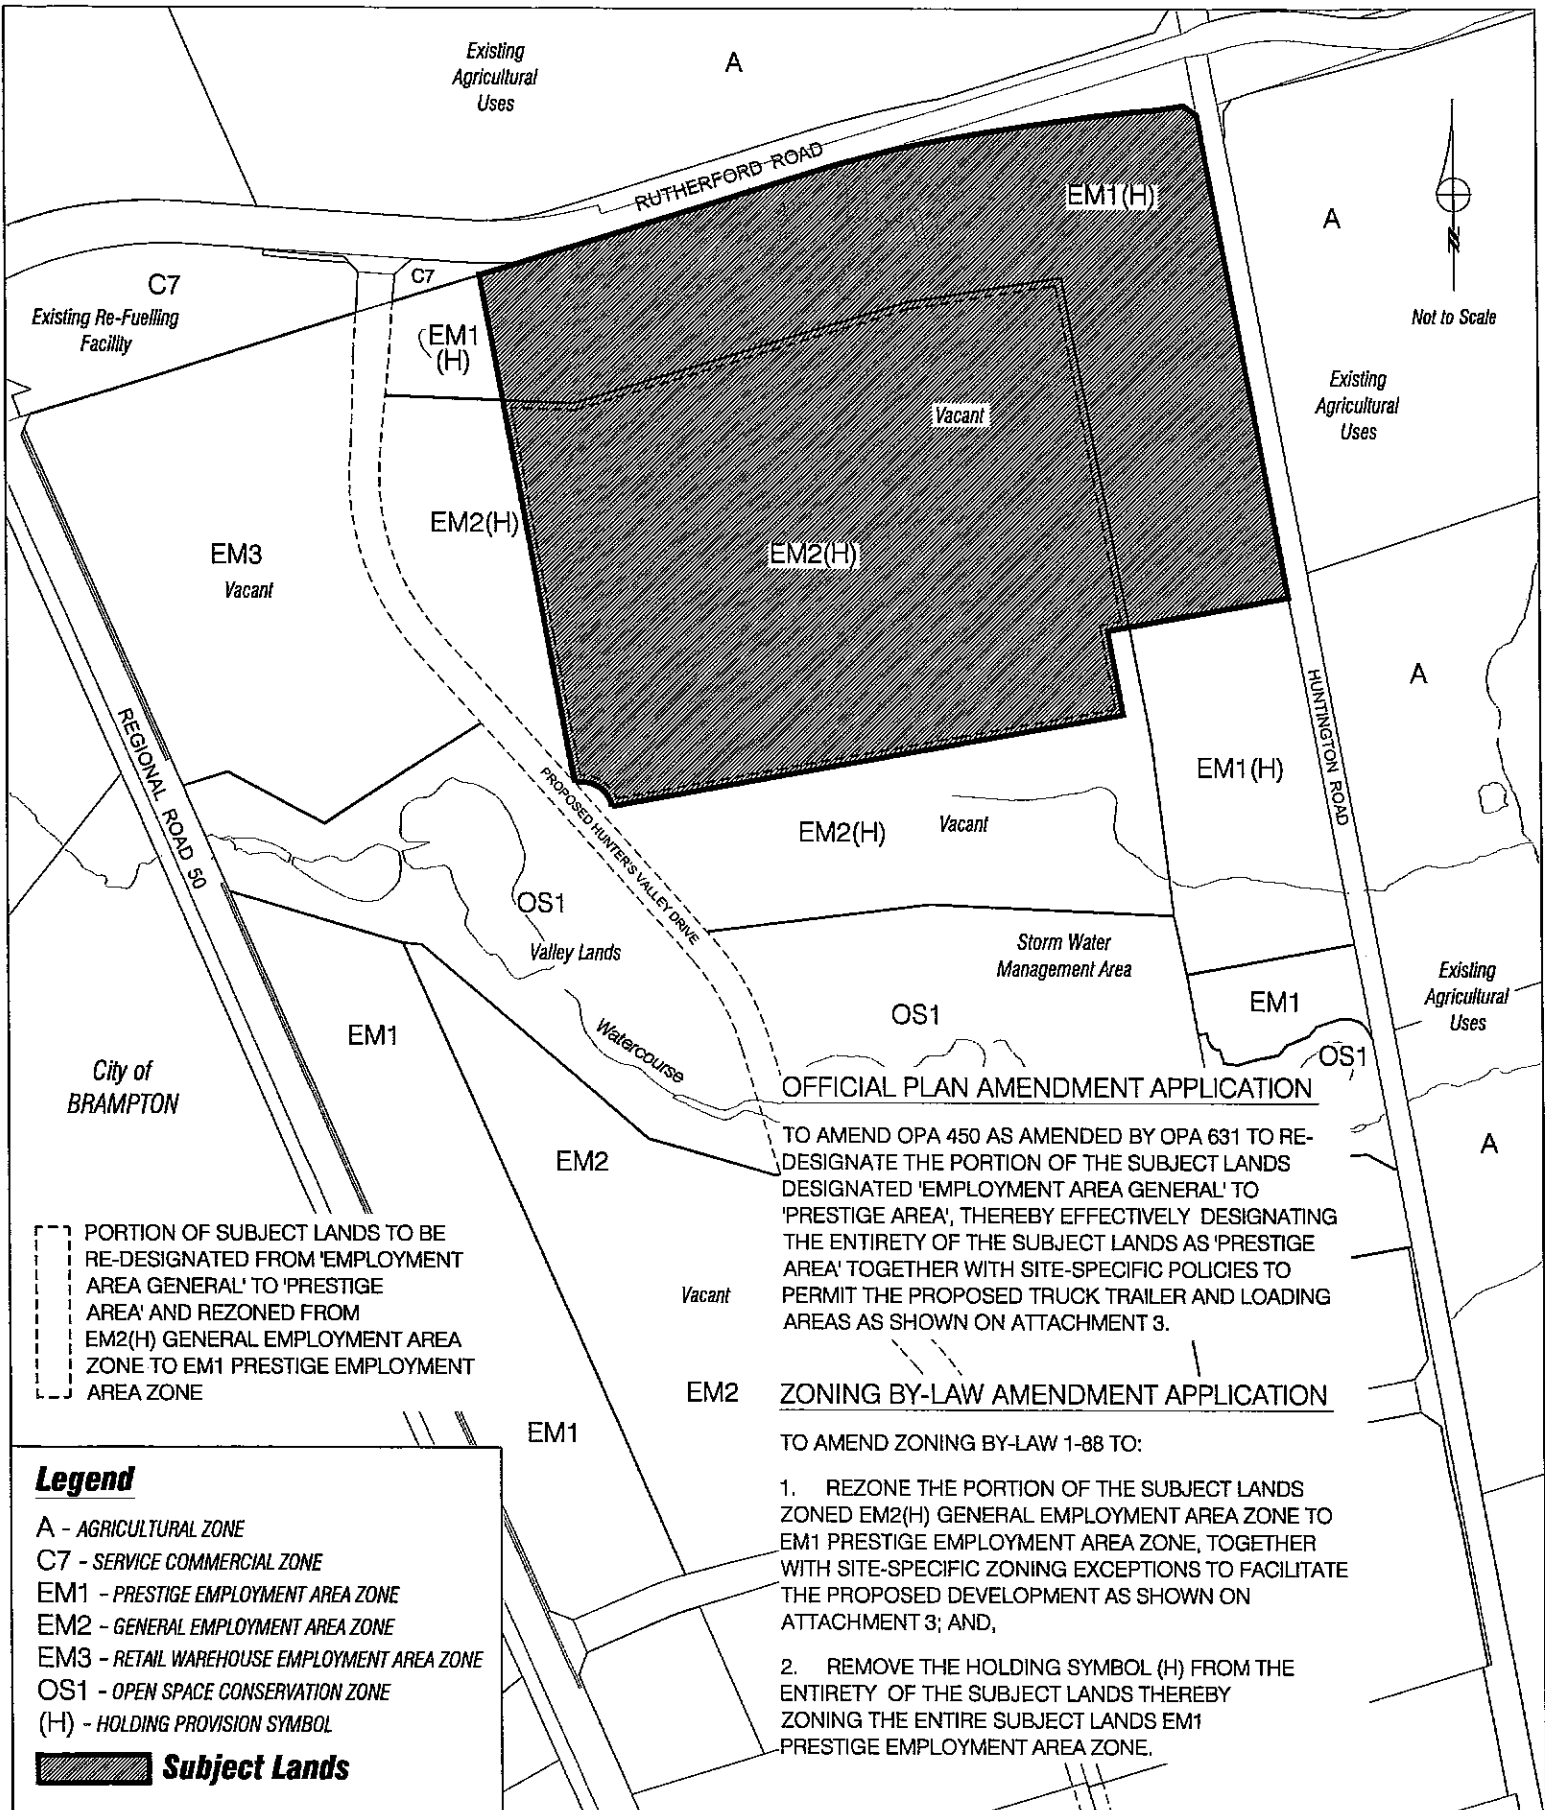 Existing
Agricultural
Uses
A
RUTHERFORD ROAD
EM1(H)
A
N
Not to Scale
C7
C7
Existing Re-Fuelling
Facility
EM1
(H)
Vacant
Existing
Agricultural
Uses
EM2(H)
EM3
Vacant
EM2(H)
HUNTINGTON ROAD
A
REGIONAL ROAD 50
PROPOSED HUNTER'S VALLEY DRIVE
EM1(H)
EM2(H)
Vacant
OS1
Valley Lands
Storm Water
Management Area
Existing
Agricultural
Uses
EM1
OS1
EM1
Watercourse
OS1
City of
BRAMPTON
OFFICIAL PLAN AMENDMENT APPLICATION
TO AMEND OPA 450 AS AMENDED BY OPA 631 TO RE-
DESIGNATE THE PORTION OF THE SUBJECT LANDS
DESIGNATED 'EMPLOYMENT AREA GENERAL' TO
'PRESTIGE AREA', THEREBY EFFECTIVELY DESIGNATING
THE ENTIRETY OF THE SUBJECT LANDS AS 'PRESTIGE
AREA' TOGETHER WITH SITE-SPECIFIC POLICIES TO
PERMIT THE PROPOSED TRUCK TRAILER AND LOADING
AREAS AS SHOWN ON ATTACHMENT 3.
A
EM2
PORTION OF SUBJECT LANDS TO BE
RE-DESIGNATED FROM 'EMPLOYMENT
AREA GENERAL' TO 'PRESTIGE
AREA' AND REZONED FROM
EM2(H) GENERAL EMPLOYMENT AREA
ZONE TO EM1 PRESTIGE EMPLOYMENT
AREA ZONE
Vacant
EM2
EM1
ZONING BY-LAW AMENDMENT APPLICATION
TO AMEND ZONING BY-LAW 1-88 TO:
1. REZONE THE PORTION OF THE SUBJECT LANDS
ZONED EM2(H) GENERAL EMPLOYMENT AREA ZONE TO
EM1 PRESTIGE EMPLOYMENT AREA ZONE, TOGETHER
WITH SITE-SPECIFIC ZONING EXCEPTIONS TO FACILITATE
THE PROPOSED DEVELOPMENT AS SHOWN ON
ATTACHMENT 3; AND,
2. REMOVE THE HOLDING SYMBOL (H) FROM THE
ENTIRETY OF THE SUBJECT LANDS THEREBY
ZONING THE ENTIRE SUBJECT LANDS EM1
PRESTIGE EMPLOYMENT AREA ZONE.
Legend
A - AGRICULTURAL ZONE
C7 - SERVICE COMMERCIAL ZONE
EM1 - PRESTIGE EMPLOYMENT AREA ZONE
EM2 - GENERAL EMPLOYMENT AREA ZONE
EM3 - RETAIL WAREHOUSE EMPLOYMENT AREA ZONE
OS1 - OPEN SPACE CONSERVATION ZONE
(H) - HOLDING PROVISION SYMBOL
Subject Lands